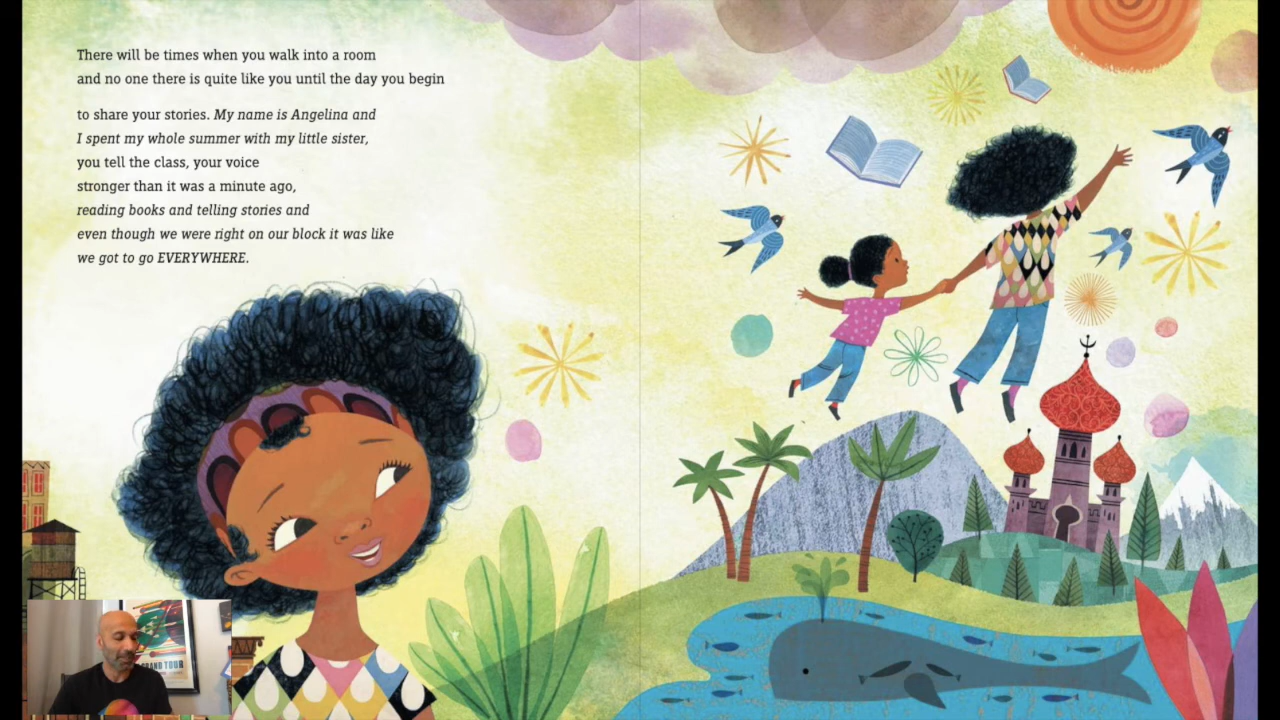 There will be times when you walk into a room
and no one there is quite like you until the day you begin
to share your stories. My name is Angelina and
I spent my whole summer with my little sister,
you tell the class, your voice
stronger than it was a minute ago,
reading books and telling stories and
even though we were right on our block it was like
we got to go EVERYWHERE.
GRAND TOUR